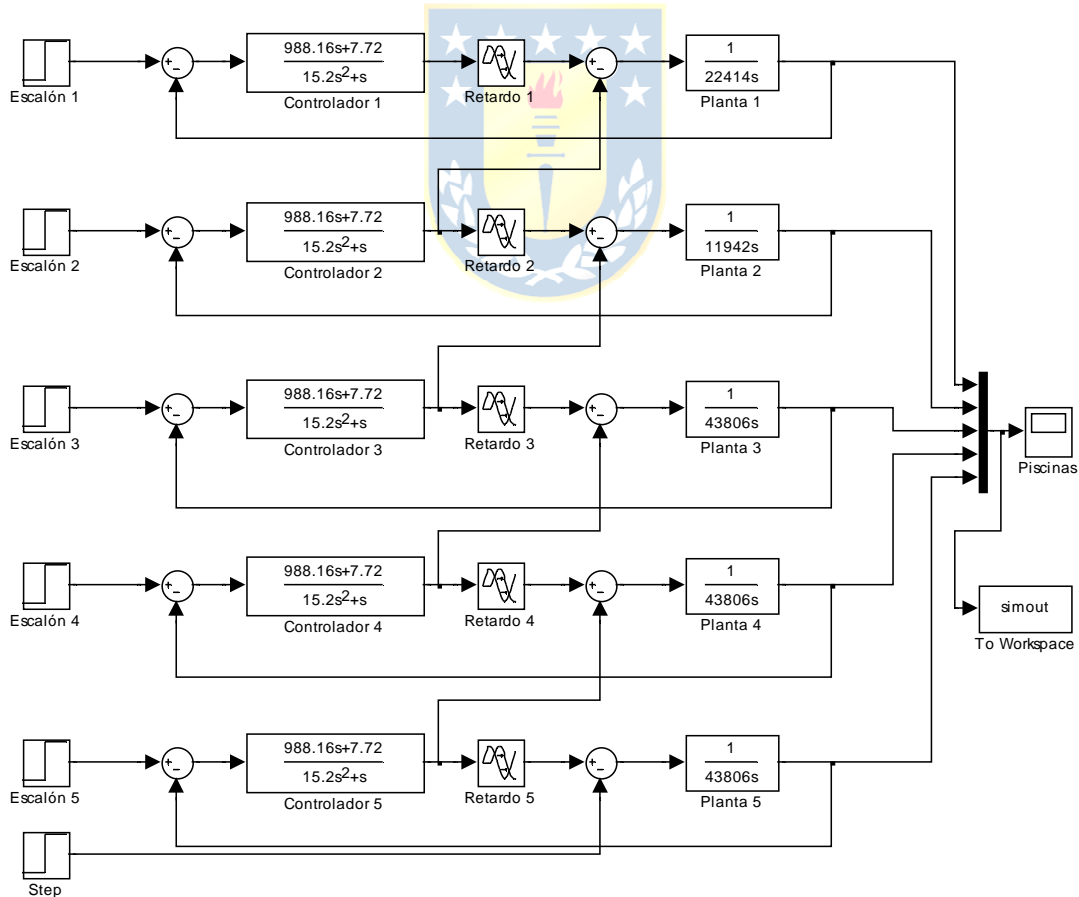 988.16s+7.72
15.2s2+s
Escalón 1
Controlador 1
Retardo 1
1
22414s
Planta 1
988.16s+7.72
15.2s2+s
Escalón 2
Controlador 2
Retardo 2
1
11942s
Planta 2
988.16s+7.72
15.2s2+s
Escalón 3
Controlador 3
Retardo 3
1
43806s
Planta 3
Piscinas
988.16s+7.72
15.2s2+s
Escalón 4
Controlador 4
Retardo 4
1
43806s
Planta 4
simout
To Workspace
988.16s+7.72
15.2s2+s
Escalón 5
Controlador 5
Retardo 5
1
43806s
Planta 5
Step